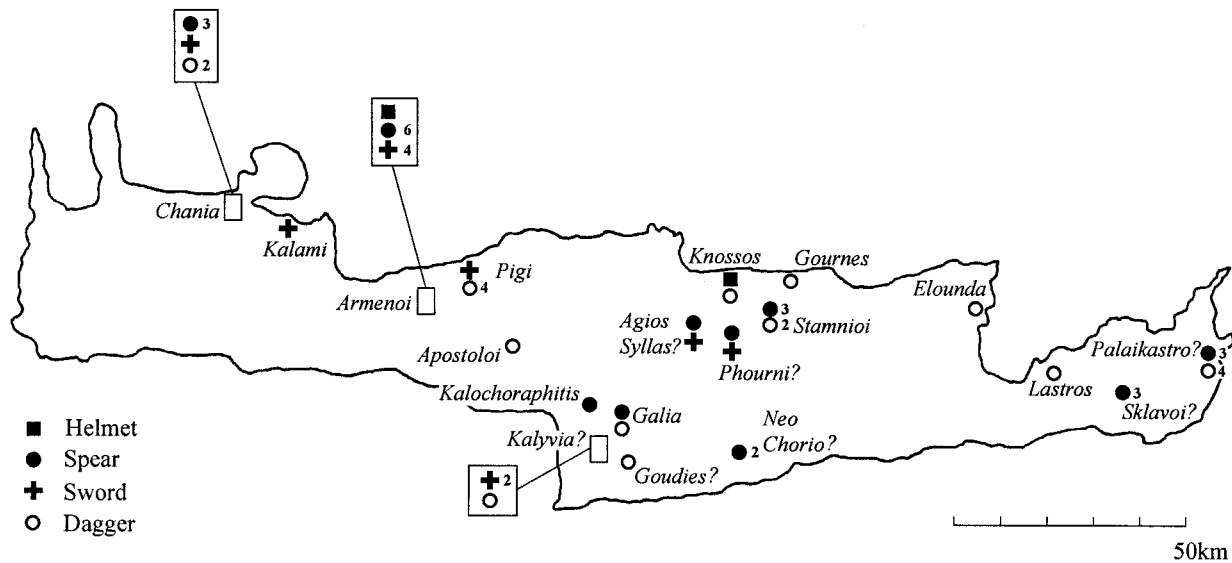 3
2
6
4
Chania
Kalami
Pigi
4
Armenoi
Knossos
Gournes
Elounda
Agios
Syllas?
3
2 Stamnioi
Phourni?
Apostoloi
Palaikastro?
3
4
Lastros
3
Sklavoi?
Kalochoraphitis
Galia
Neo
Chorio?
2
Kalyvia?
Goudies?
2
Helmet
Spear
Sword
Dagger
50km